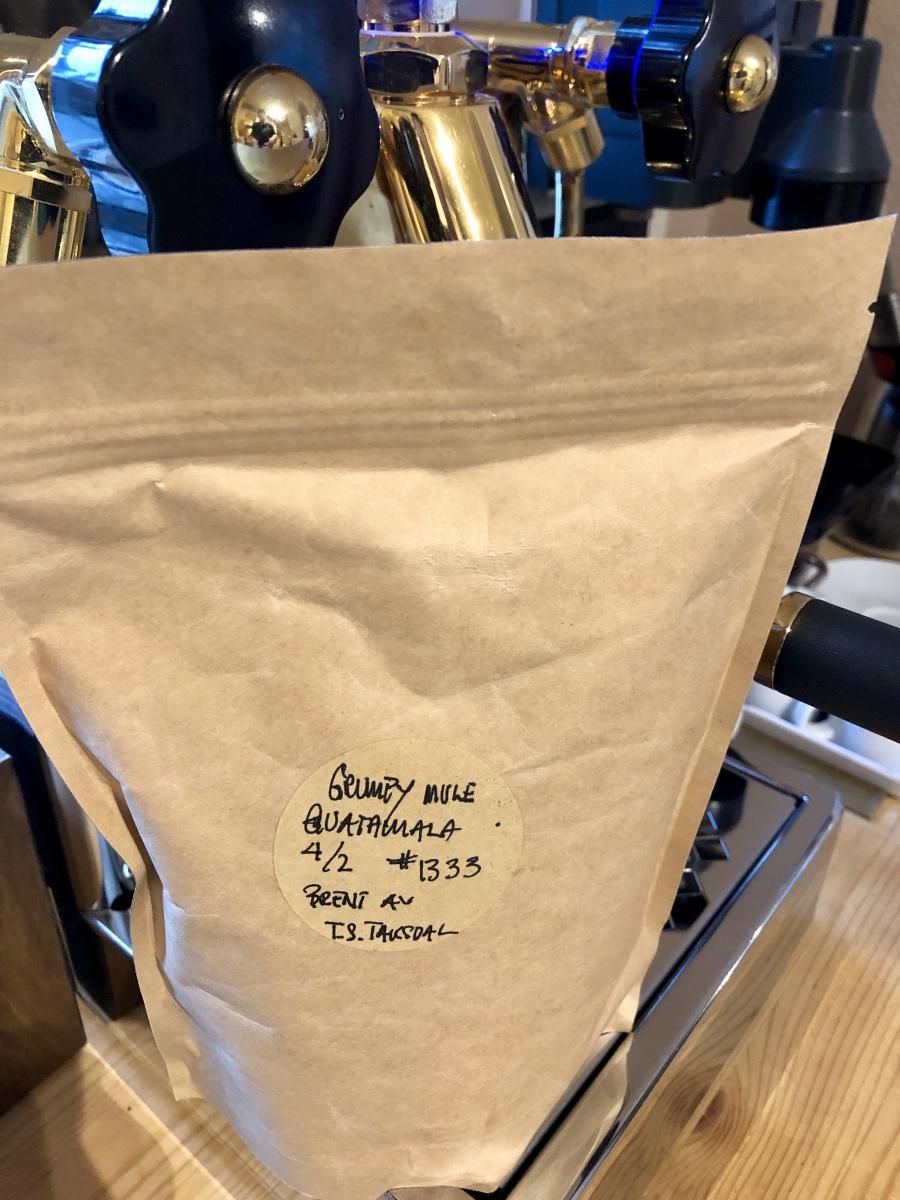 GRUMPY MULE
GUATAMALA
4/2 #1333
BRENT AV
T.S. TAKSDAL